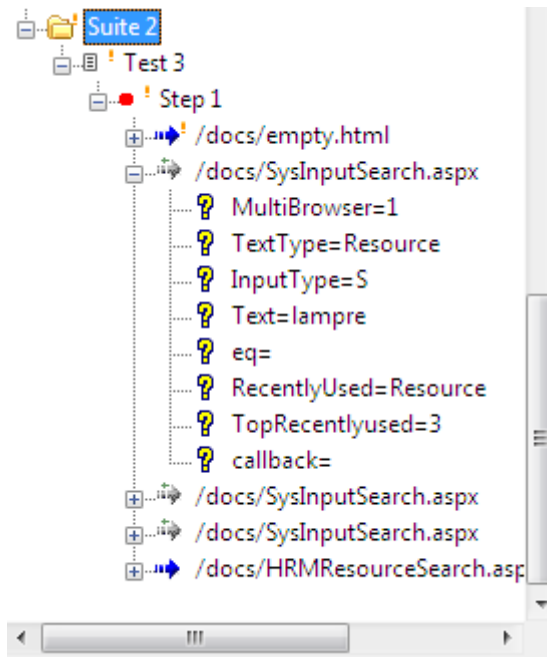 Suite 2
Test 3
Step 1
/docs/empty.html
/docs/SysInputSearch.aspx
MultiBrowser=1
TextType=Resource
InputType=S
Text=lampre
eq=
RecentlyUsed=Resource
TopRecentlyused=3
callback=
/docs/SysInputSearch.aspx
/docs/SysInputSearch.aspx
/docs/HRMResourceSearch.asp